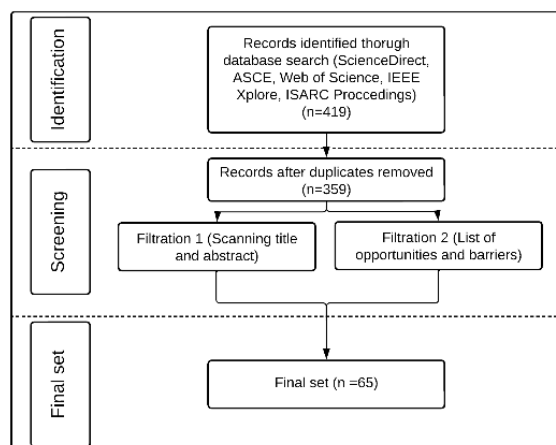 Identification
Records identified thorugh
database search (ScienceDirect,
ASCE, Web of Science, IEEE
Xplore, ISARC Proccedings)
(n=419)
Screening
Records after duplicates removed
(n=359)
Filtration 1 (Scanning title
and abstract)
Filtration 2 (List of
opportunities and barriers)
Final set
Final set (n =65)